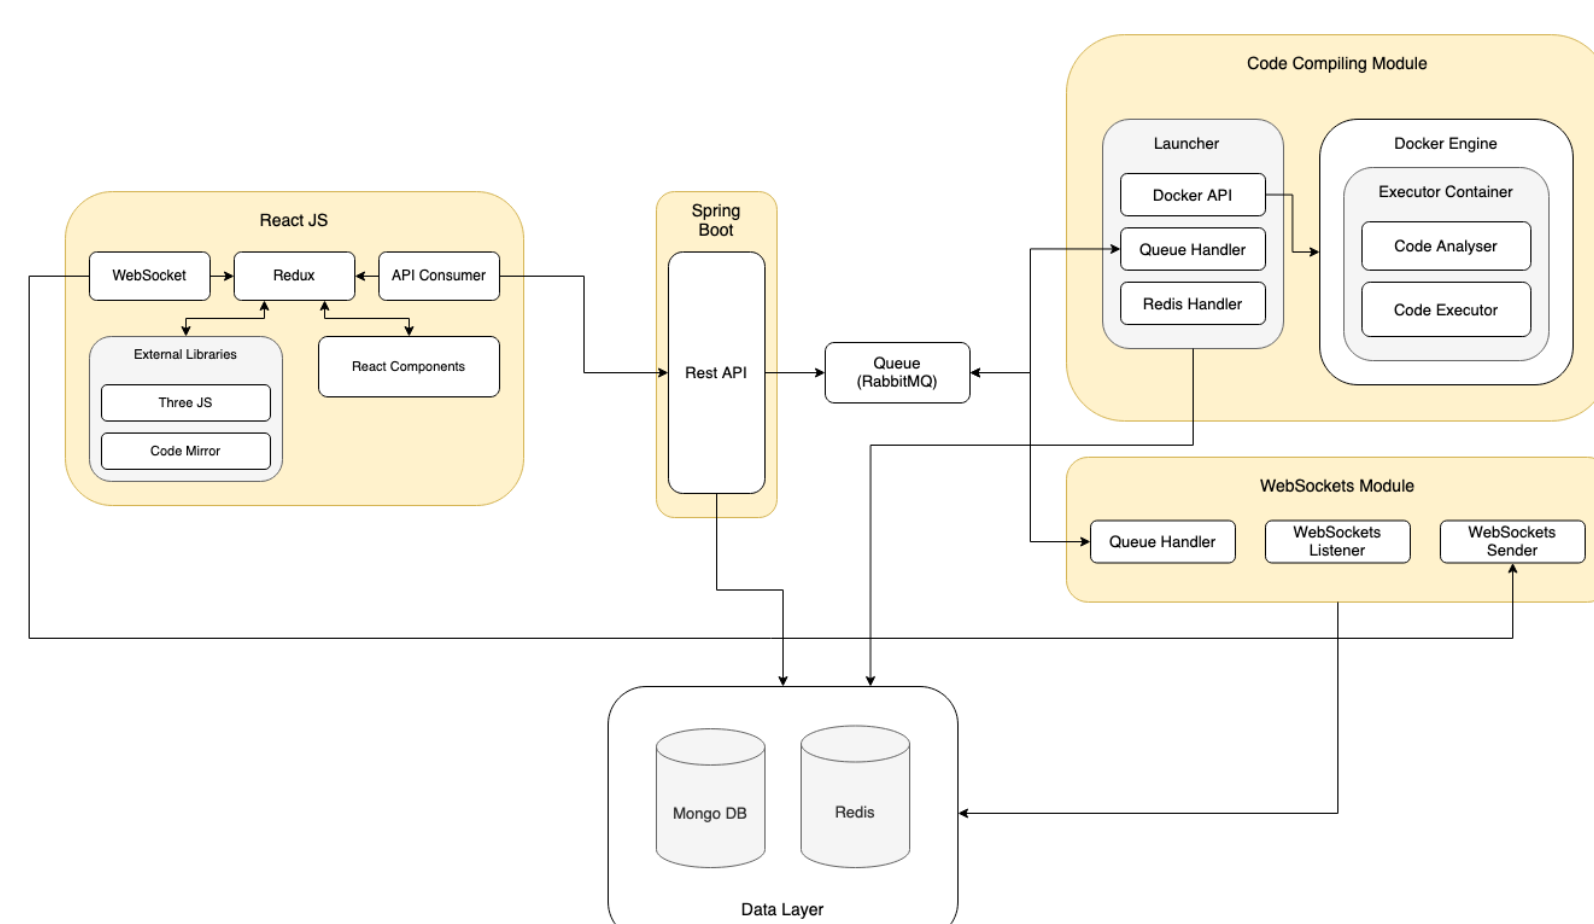 Code Compiling Module
Launcher
Docker API
Queue Handler
Redis Handler
Docker Engine
Executor Container
Code Analyser
Code Executor
React JS
WebSocket
Redux
API Consumer
External Libraries
Three JS
Code Mirror
React Components
Spring
Boot
Rest API
Queue
(RabbitMQ)
WebSockets Module
Queue Handler
WebSockets
Listener
WebSockets
Sender
Mongo DB
Redis
Data Layer